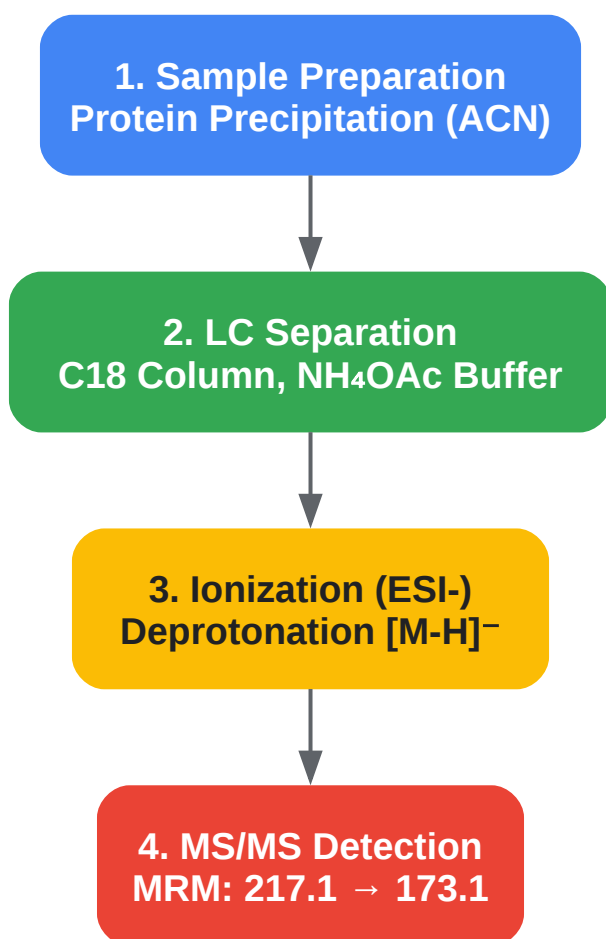 1. Sample Preparation
Protein Precipitation (ACN)
2. LC Separation
C18 Column, NH₄OAc Buffer
3. Ionization (ESI-)
Deprotonation [M-H]⁻
4. MS/MS Detection
MRM: 217.1 → 173.1